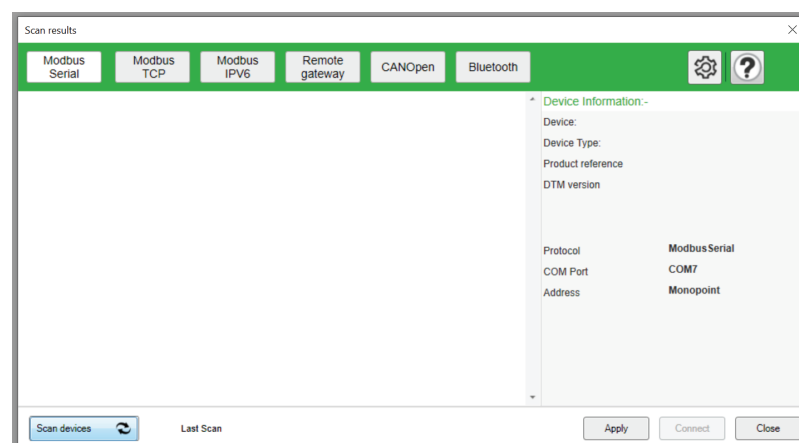 Scan results
Modbus
Serial
Modbus
TCP
Modbus
IPV6
Remote
gateway
CANOpen
Bluetooth
?
Device Information:-
Device:
Device Type:
Product reference
DTM version
Protocol ModbusSerial
COM Port COM7
Address Monopoint
Scan devices
Last Scan
Apply
Connect
Close